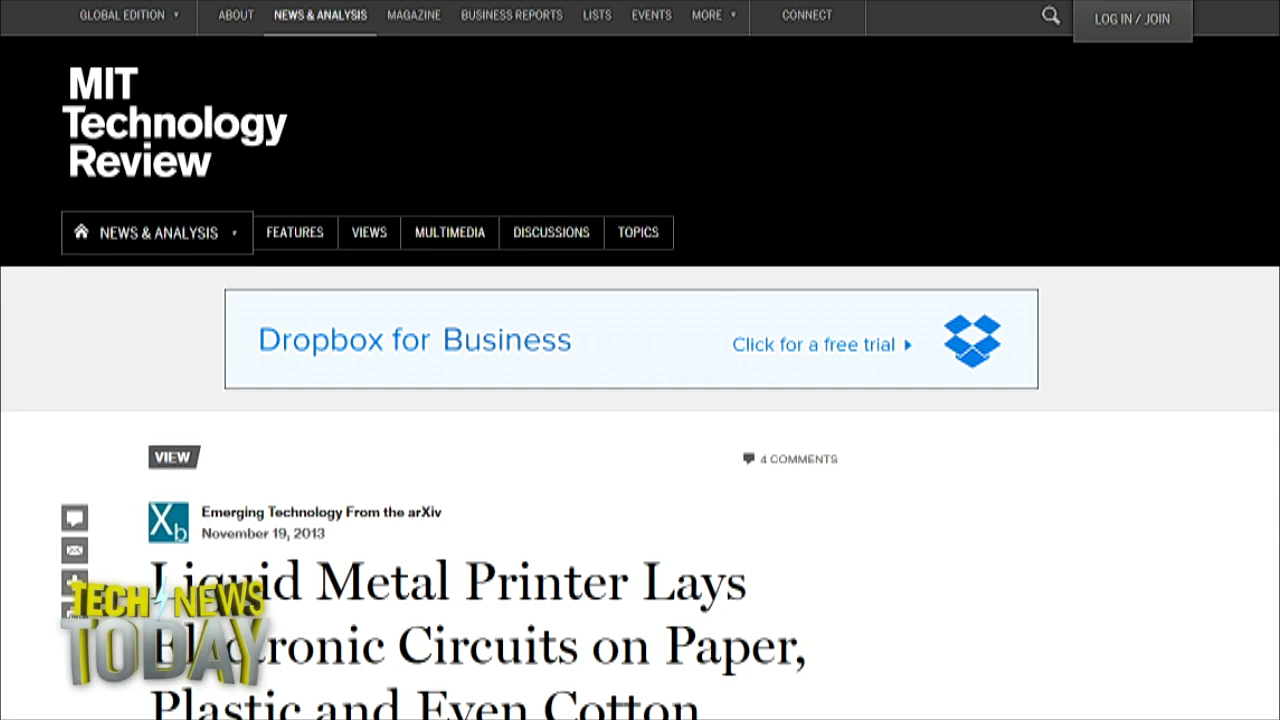 GLOBAL EDITION ABOUT NEWS & ANALYSIS MAGAZINE BUSINESS REPORTS LISTS EVENTS MORE CONNECT LOG IN / JOIN
MIT
Technology
Review
NEWS & ANALYSIS FEATURES VIEWS MULTIMEDIA DISCUSSIONS TOPICS
Dropbox for Business Click for a free trial
VIEW 4 COMMENTS
Xb Emerging Technology From the arXiv
November 19, 2013
Liquid Metal Printer Lays
Electronic Circuits on Paper,
Plastic and Even Cotton
TECH NEWS
TODAY